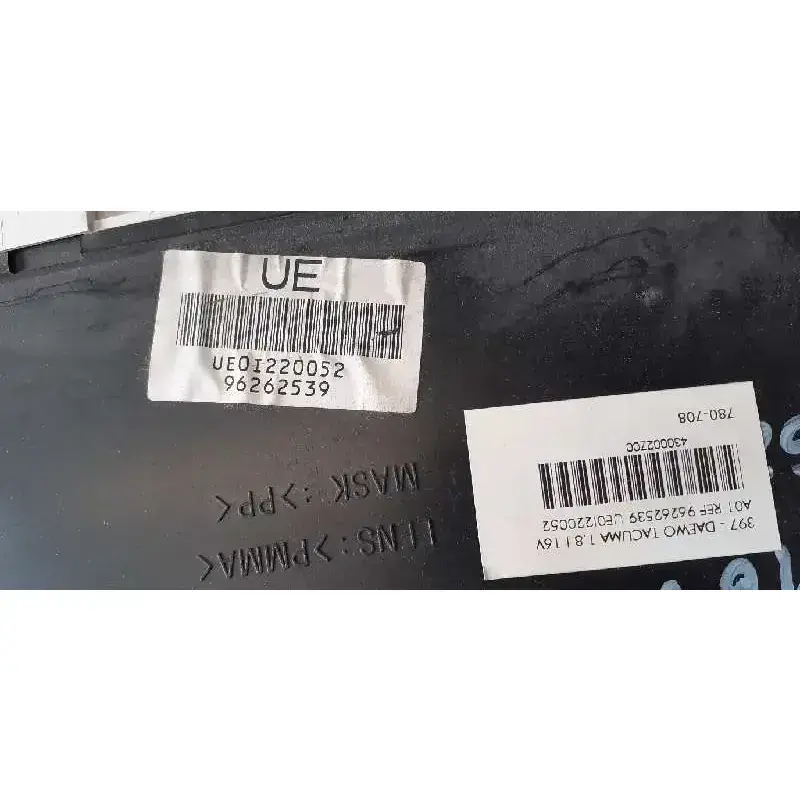 UE
UE0I220052
96262539
397 - DAEWO TACUMA 1.8 I 16V
A01 REF 96262539 UE0I220052
4300027CC
780-708
LENS:>PMMA<
MASK:>PP<